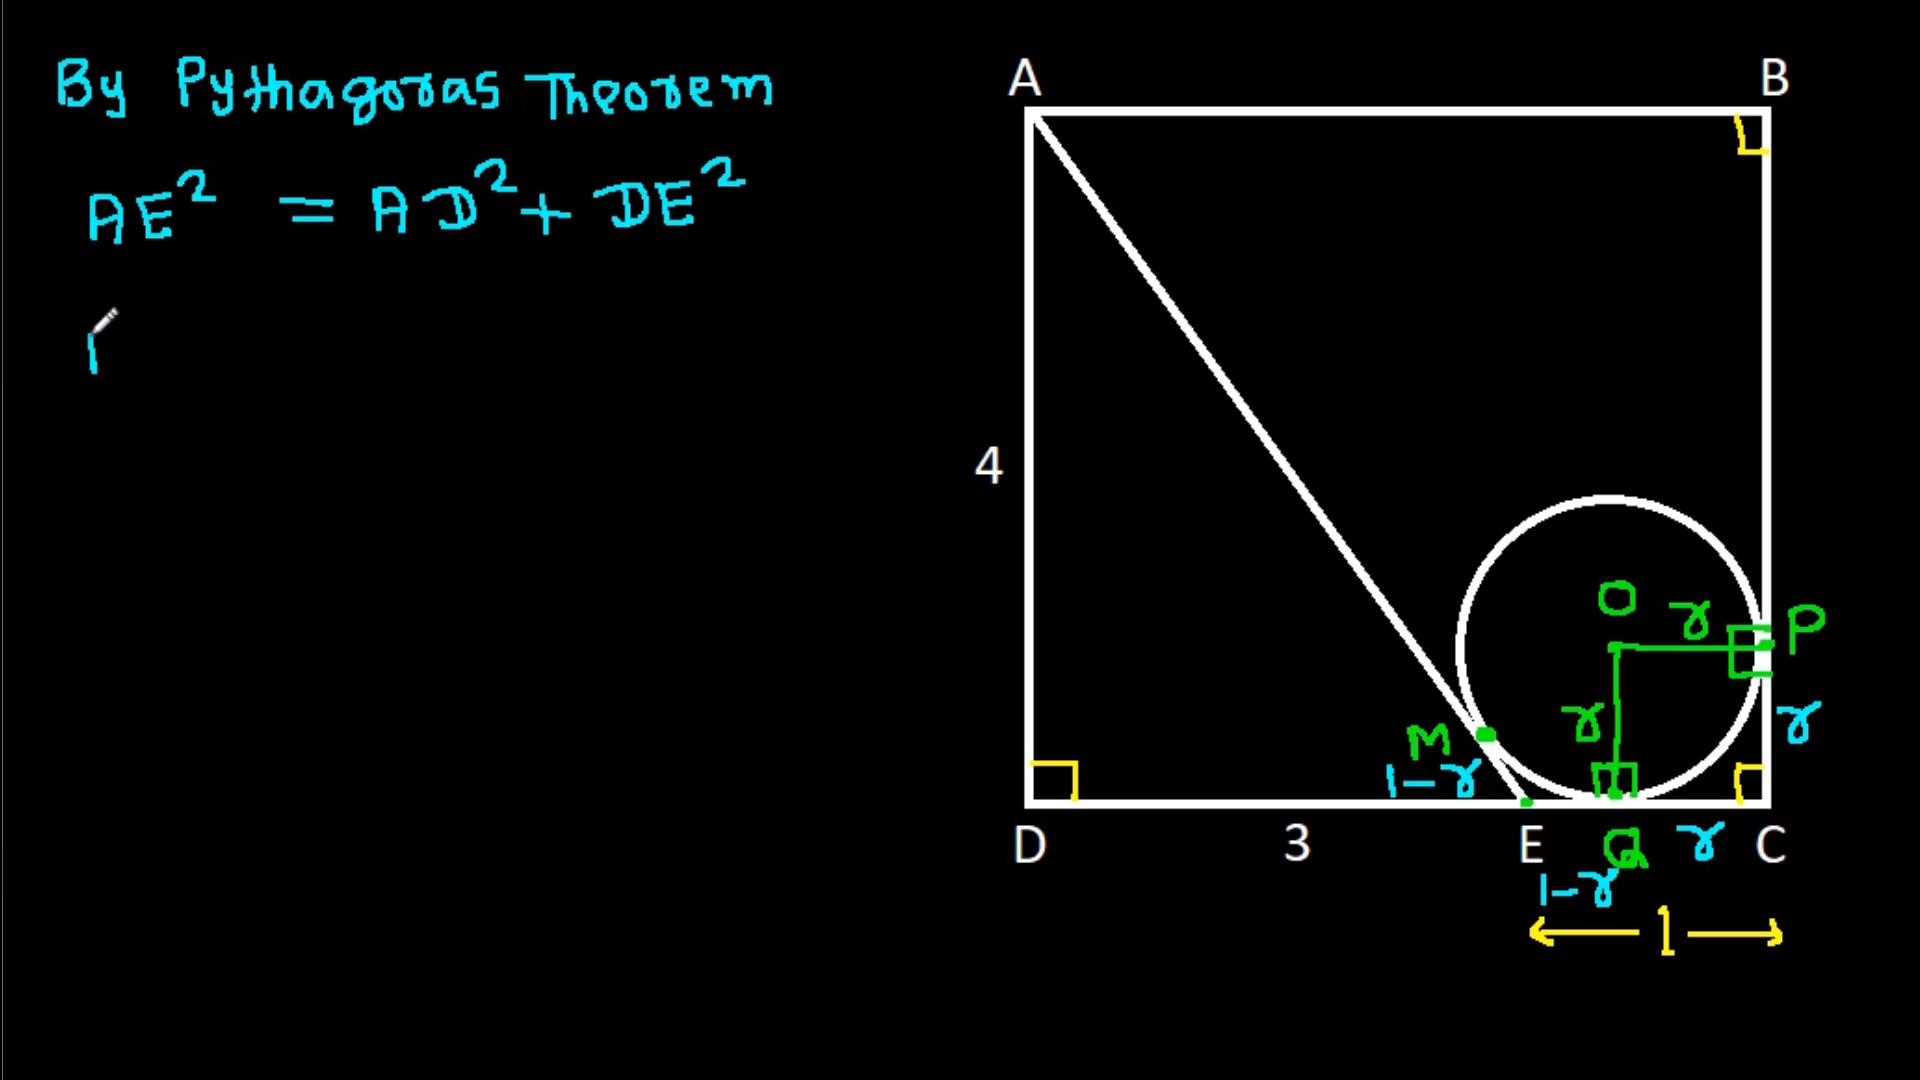 By Pythagoras Theorem
AE² = AD² + DE²
A B
4
O r P
r
M r
1-r
D 3 E Q r C
1-r
1